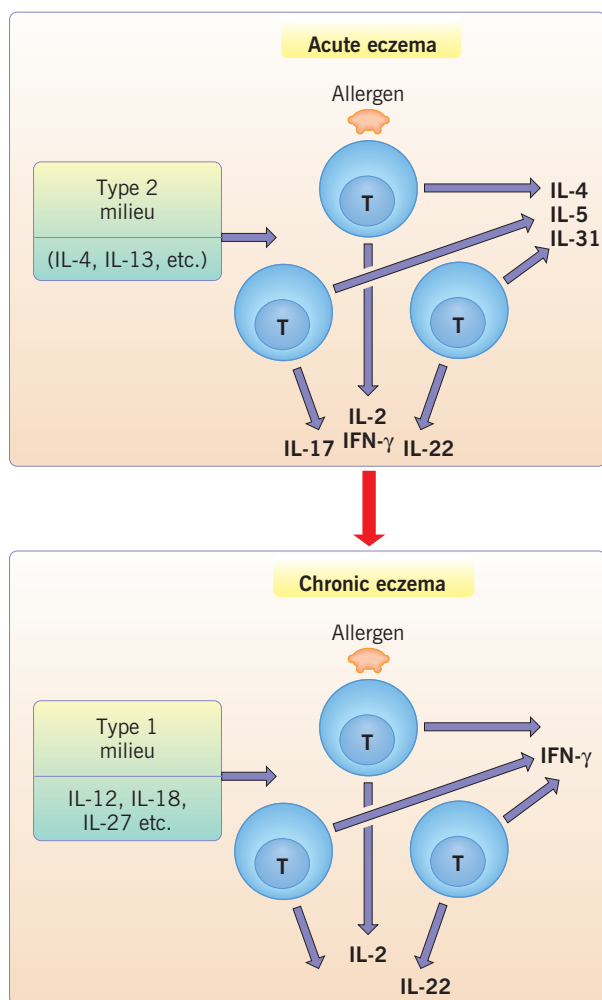 Acute eczema
Allergen
Type 2
milieu
(IL-4, IL-13, etc.)
T
IL-4
IL-5
IL-31
T
T
IL-2
IFN-γ
IL-17
IL-22
Chronic eczema
Allergen
Type 1
milieu
IL-12, IL-18,
IL-27 etc.
T
IFN-γ
T
T
IL-2
IL-22